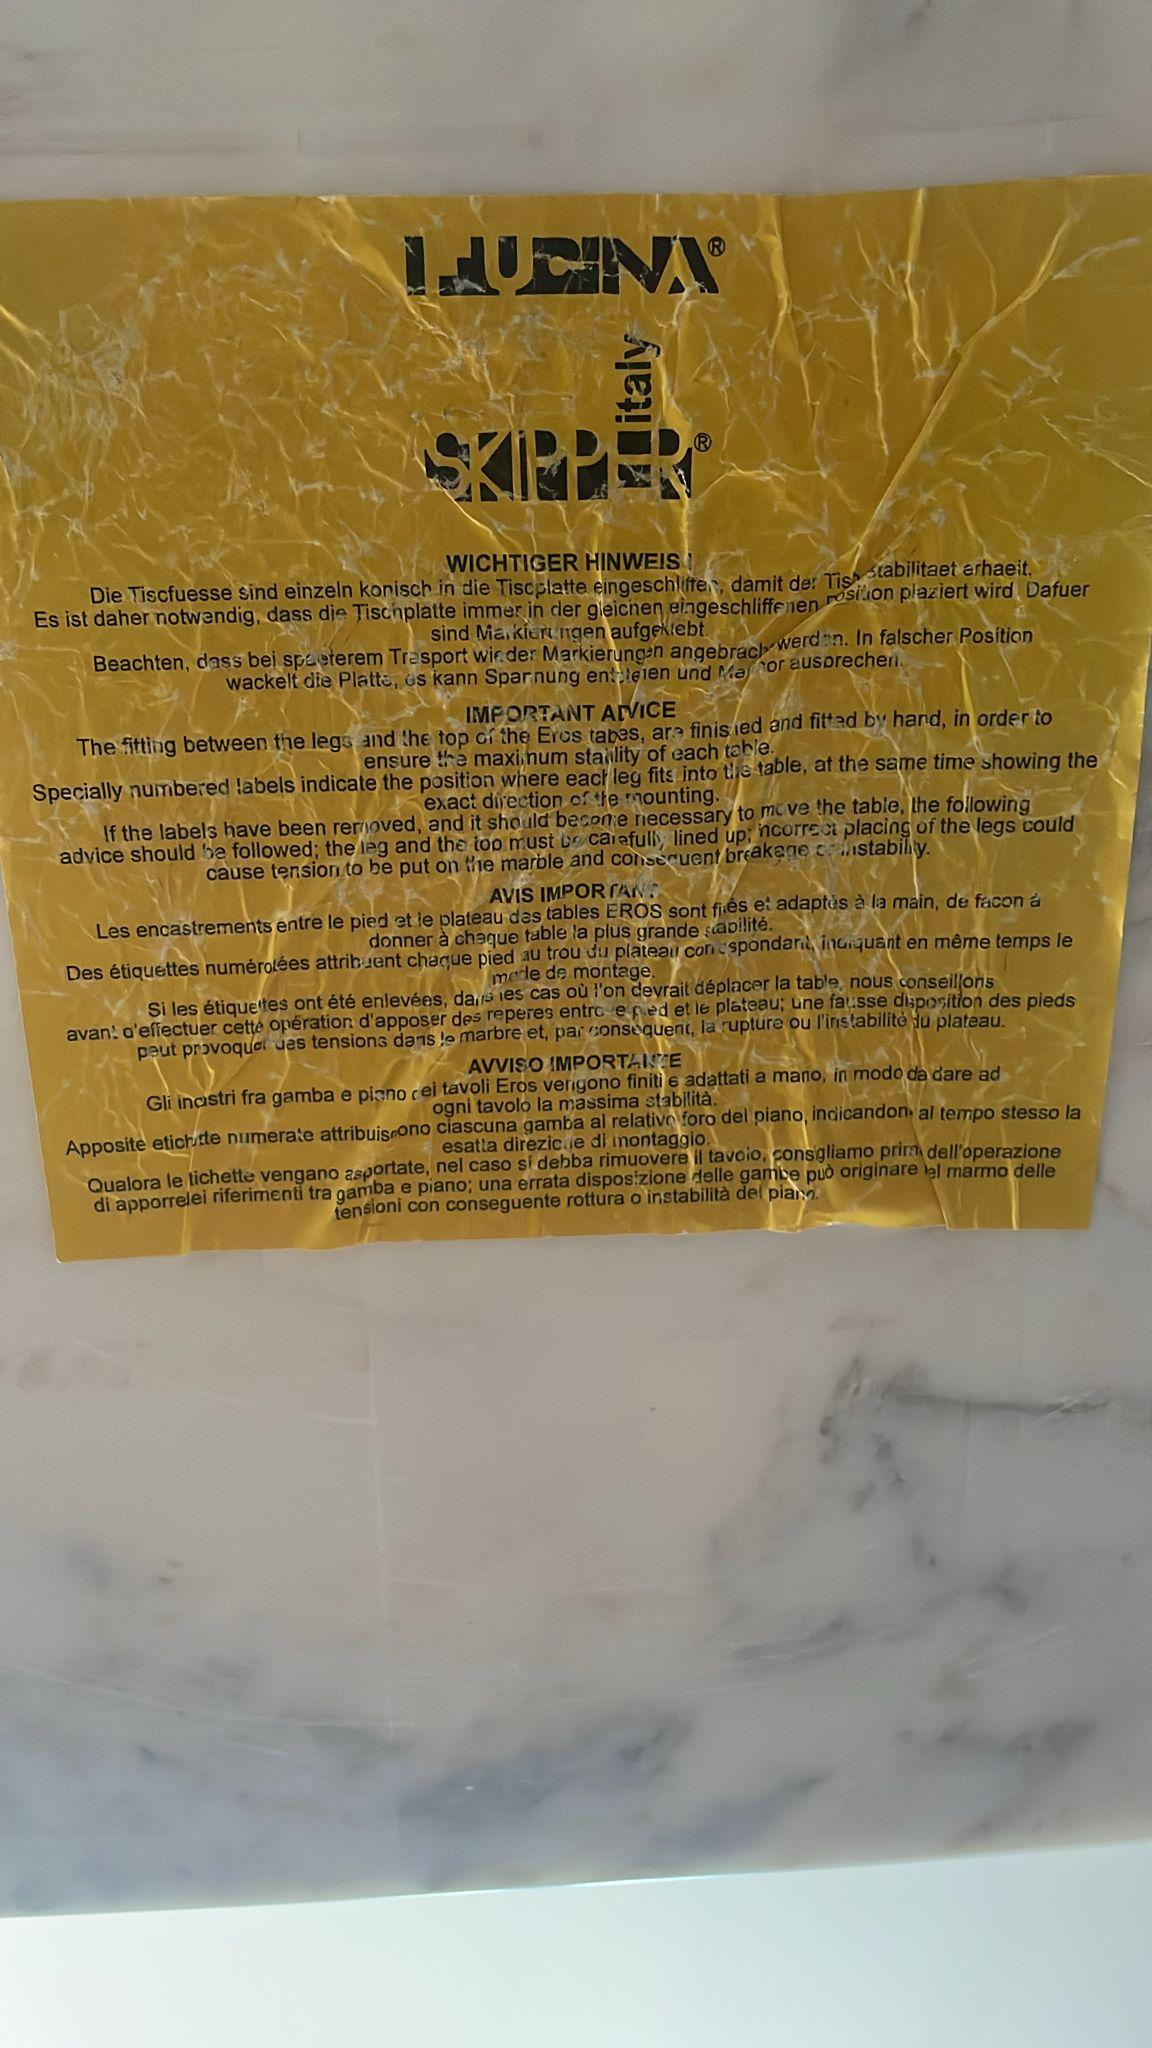 FUCINA®
SKIPPER® italy
WICHTIGER HINWEIS !
Die Tiscfuesse sind einzeln konisch in die Tiscplatte eingeschliffen, damit der Tish stabilitaet erhaelt.
Es ist daher notwendig, dass die Tischplatte immer in der gleichen eingeschliffenen Position plaziert wird. Dafuer
sind Markierungen aufgeklebt.
Beachten, dass bei spaeterem Trasport wieder Markierungen angebrach werden. In falscher Position
wackelt die Platte, es kann Spannung entstehen und Marmor ausbrechen.
IMPORTANT ADVICE
The fitting between the legs and the top of the Eros tabes, are finished and fitted by hand, in order to
ensure the maximum stability of each table.
Specially numbered labels indicate the position where each leg fits into the table, at the same time showing the
exact direction of the mounting.
If the labels have been removed, and it should become necessary to move the table, the following
advice should be followed; the leg and the top must be carefully lined up; incorrect placing of the legs could
cause tension to be put on the marble and consequent breakage or instability.
AVIS IMPORTANT
Les encastrements entre le pied et le plateau des tables EROS sont finés et adaptés à la main, de facon à
donner à chaque table la plus grande stabilité.
Des étiquettes numérotées attribuent chaque pied au trou du plateau correspondant, indiquant en même temps le
mode de montage.
Si les étiquettes ont été enlevées, dans les cas où l'on devrait déplacer la table, nous conseillons
avant d'effectuer cette opération d'apposer des reperes entre le pied et le plateau; une fausse disposition des pieds
peut provoquer des tensions dans le marbre et, par conséquent, la rupture ou l'instabilité du plateau.
AVVISO IMPORTANTE
Gli incastri fra gamba e piano dei tavoli Eros vengono finiti e adattati a mano, in modo da dare ad
ogni tavolo la massima stabilità.
Apposite etichette numerate attribuiscono ciascuna gamba al relativo foro del piano, indicandone al tempo stesso la
esatta direzione di montaggio.
Qualora le etichette vengano asportate, nel caso si debba rimuovere il tavolo, consigliamo prima dell'operazione
di apporre dei riferimenti tra gamba e piano; una errata disposizione delle gambe può originare nel marmo delle
tensioni con conseguente rottura o instabilità del piano.